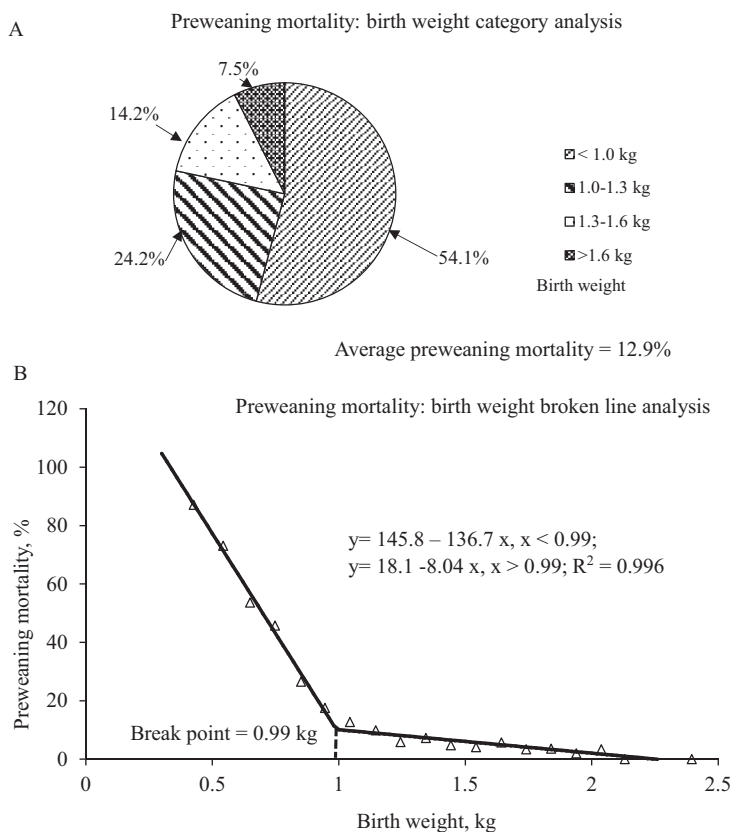 A
Preweaning mortality: birth weight category analysis
7.5%
14.2%
24.2%
54.1%
< 1.0 kg
1.0-1.3 kg
1.3-1.6 kg
>1.6 kg
Birth weight
Average preweaning mortality = 12.9%
B
Preweaning mortality: birth weight broken line analysis
Preweaning mortality, %
120
100
80
60
40
20
0
y= 145.8 – 136.7 x, x < 0.99;
y= 18.1 -8.04 x, x > 0.99; R² = 0.996
Break point = 0.99 kg
0 0.5 1 1.5 2 2.5
Birth weight, kg